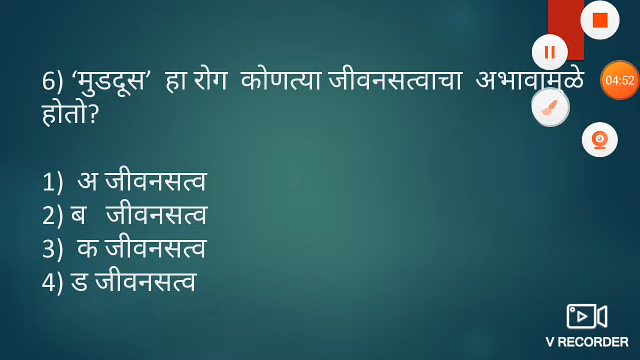 6) ‘मुडदूस’ हा रोग कोणत्या जीवनसत्वाचा अभावामुळे
होतो?
1) अ जीवनसत्व
2) ब जीवनसत्व
3) क जीवनसत्व
4) ड जीवनसत्व
04:52
V RECORDER